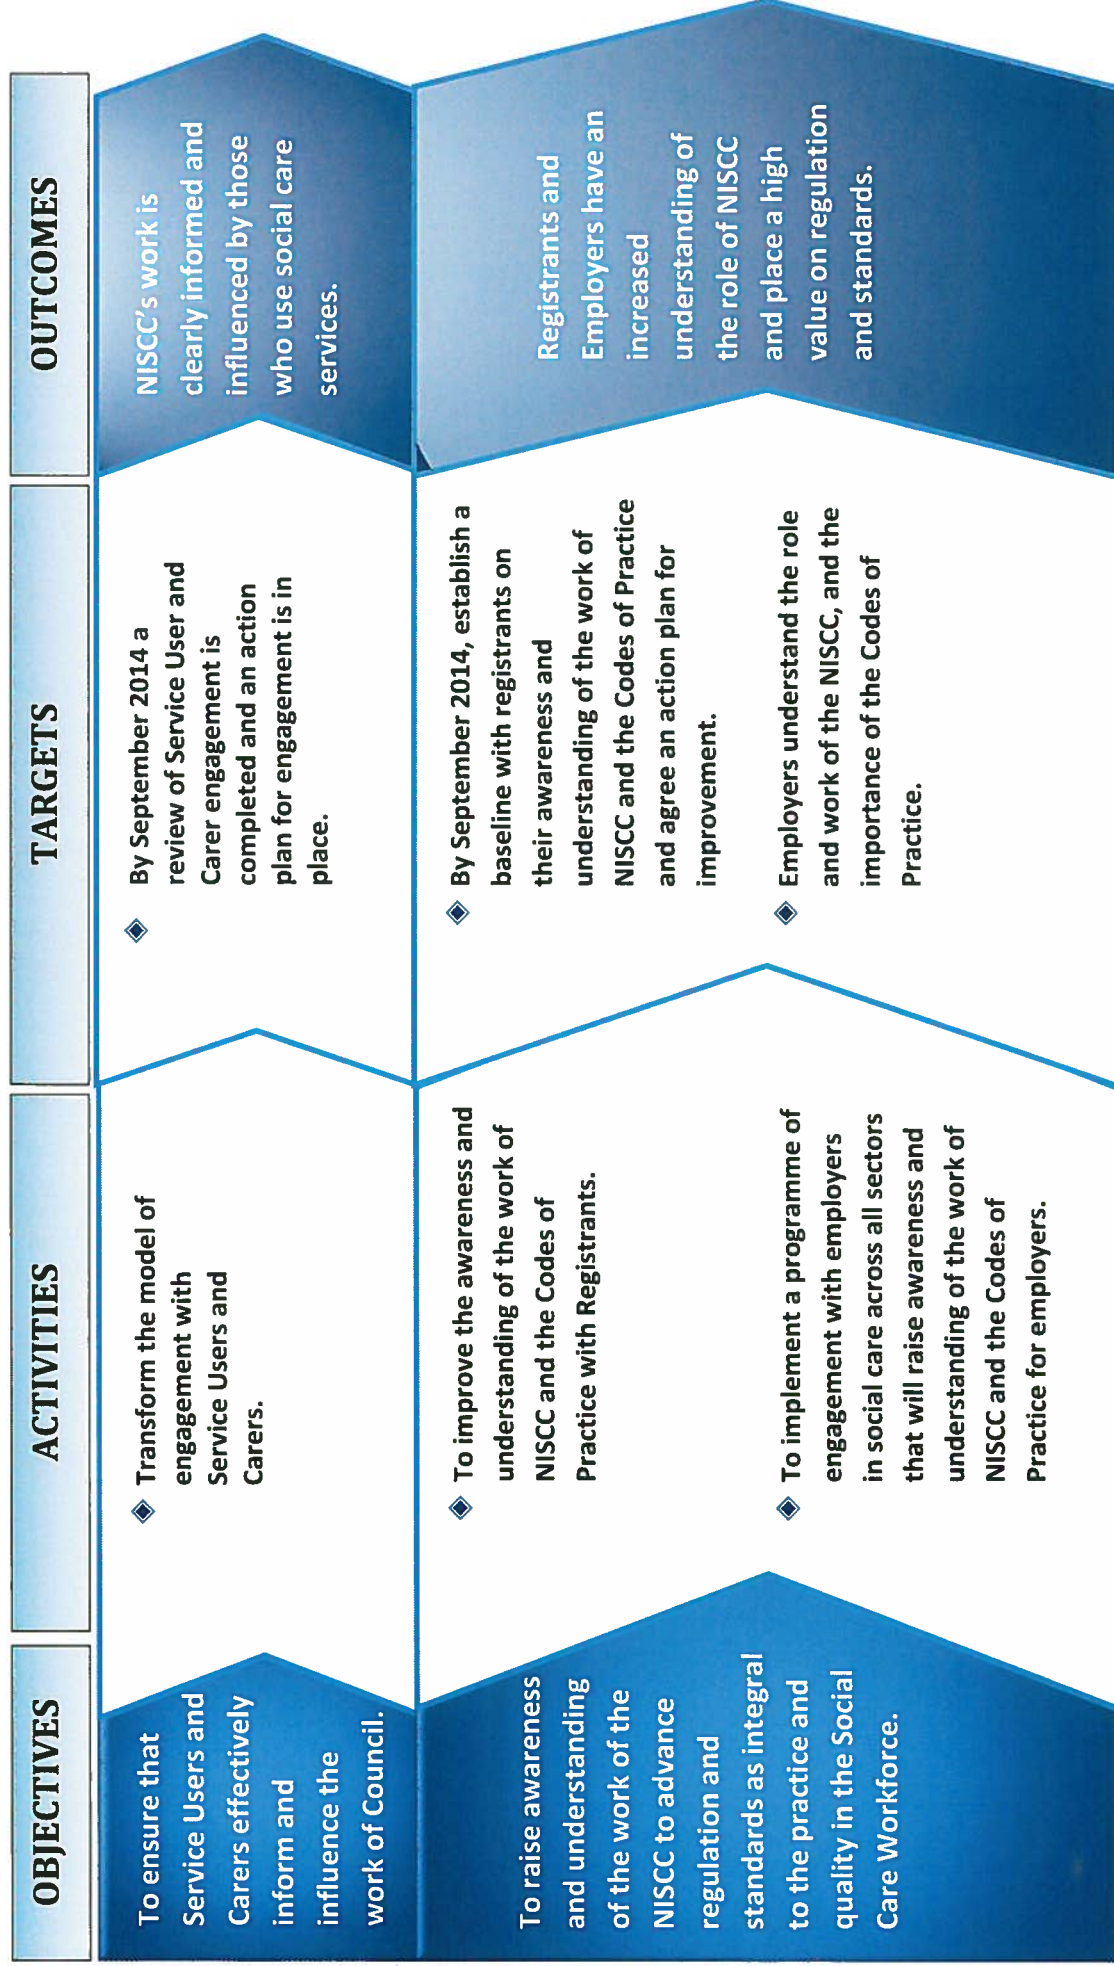 OBJECTIVES
ACTIVITIES
TARGETS
OUTCOMES
To ensure that
Service Users and
Carers effectively
inform and
influence the
work of Council.
Transform the model of
engagement with
Service Users and
Carers.
By September 2014 a
review of Service User and
Carer engagement is
completed and an action
plan for engagement is in
place.
NISCC's work is
clearly informed and
influenced by those
who use social care
services.
To raise awareness
and understanding
of the work of the
NISCC to advance
regulation and
standards as integral
to the practice and
quality in the Social
Care Workforce.
To improve the awareness and
understanding of the work of
NISCC and the Codes of
Practice with Registrants.
To implement a programme of
engagement with employers
in social care across all sectors
that will raise awareness and
understanding of the work of
NISCC and the Codes of
Practice for employers.
By September 2014, establish a
baseline with registrants on
their awareness and
understanding of the work of
NISCC and the Codes of Practice
and agree an action plan for
improvement.
Employers understand the role
and work of the NISCC, and the
importance of the Codes of
Practice.
Registrants and
Employers have an
increased
understanding of
the role of NISCC
and place a high
value on regulation
and standards.